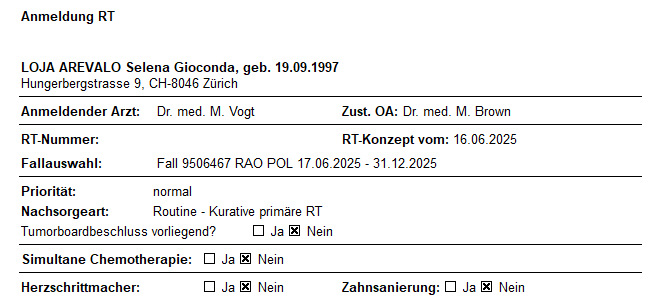 Anmeldung RT
LOJA AREVALO Selena Gioconda, geb. 19.09.1997
Hungerbergstrasse 9, CH-8046 Zürich
Anmeldender Arzt: Dr. med. M. Vogt Zust. OA: Dr. med. M. Brown
RT-Nummer: RT-Konzept vom: 16.06.2025
Fallauswahl: Fall 9506467 RAO POL 17.06.2025 - 31.12.2025
Priorität: normal
Nachsorgeart: Routine - Kurative primäre RT
Tumorboardbeschluss vorliegend? ☐ Ja ☒ Nein
Simultane Chemotherapie: ☐ Ja ☒ Nein
Herzschrittmacher: ☐ Ja ☒ Nein Zahnsanierung: ☐ Ja ☒ Nein